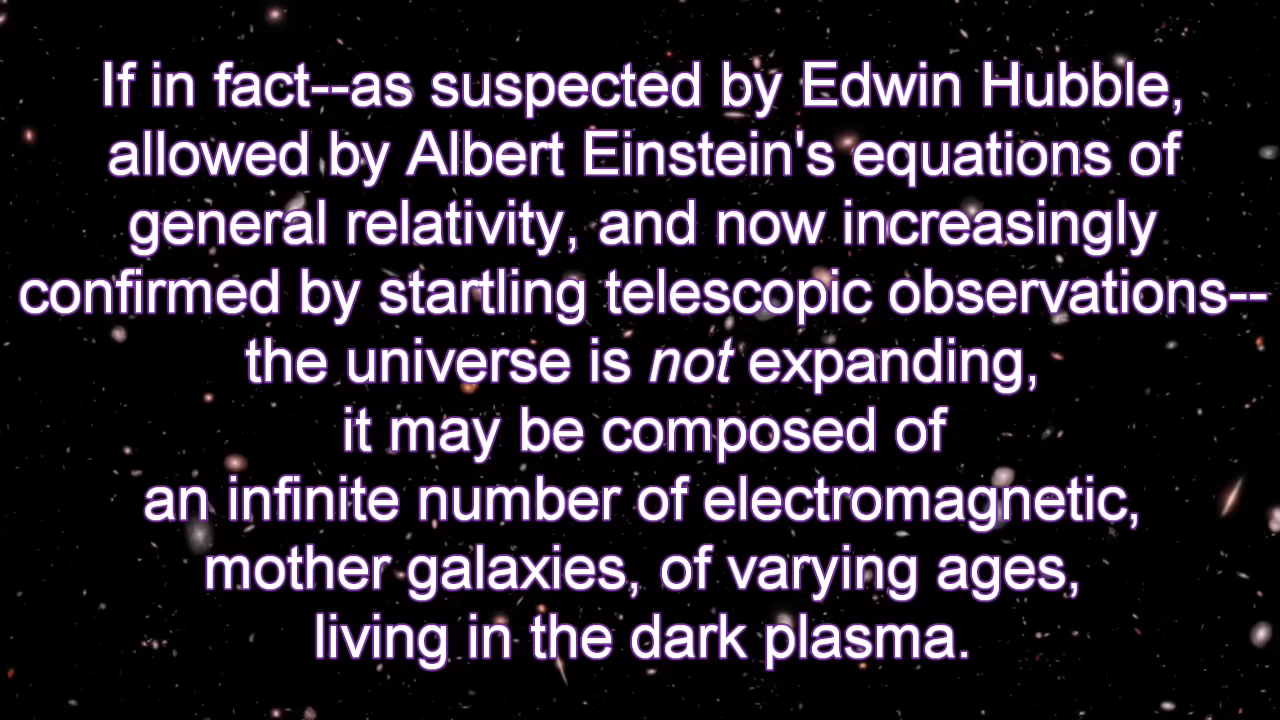 If in fact--as suspected by Edwin Hubble,
allowed by Albert Einstein's equations of
general relativity, and now increasingly
confirmed by startling telescopic observations--
the universe is not expanding,
it may be composed of
an infinite number of electromagnetic,
mother galaxies, of varying ages,
living in the dark plasma.